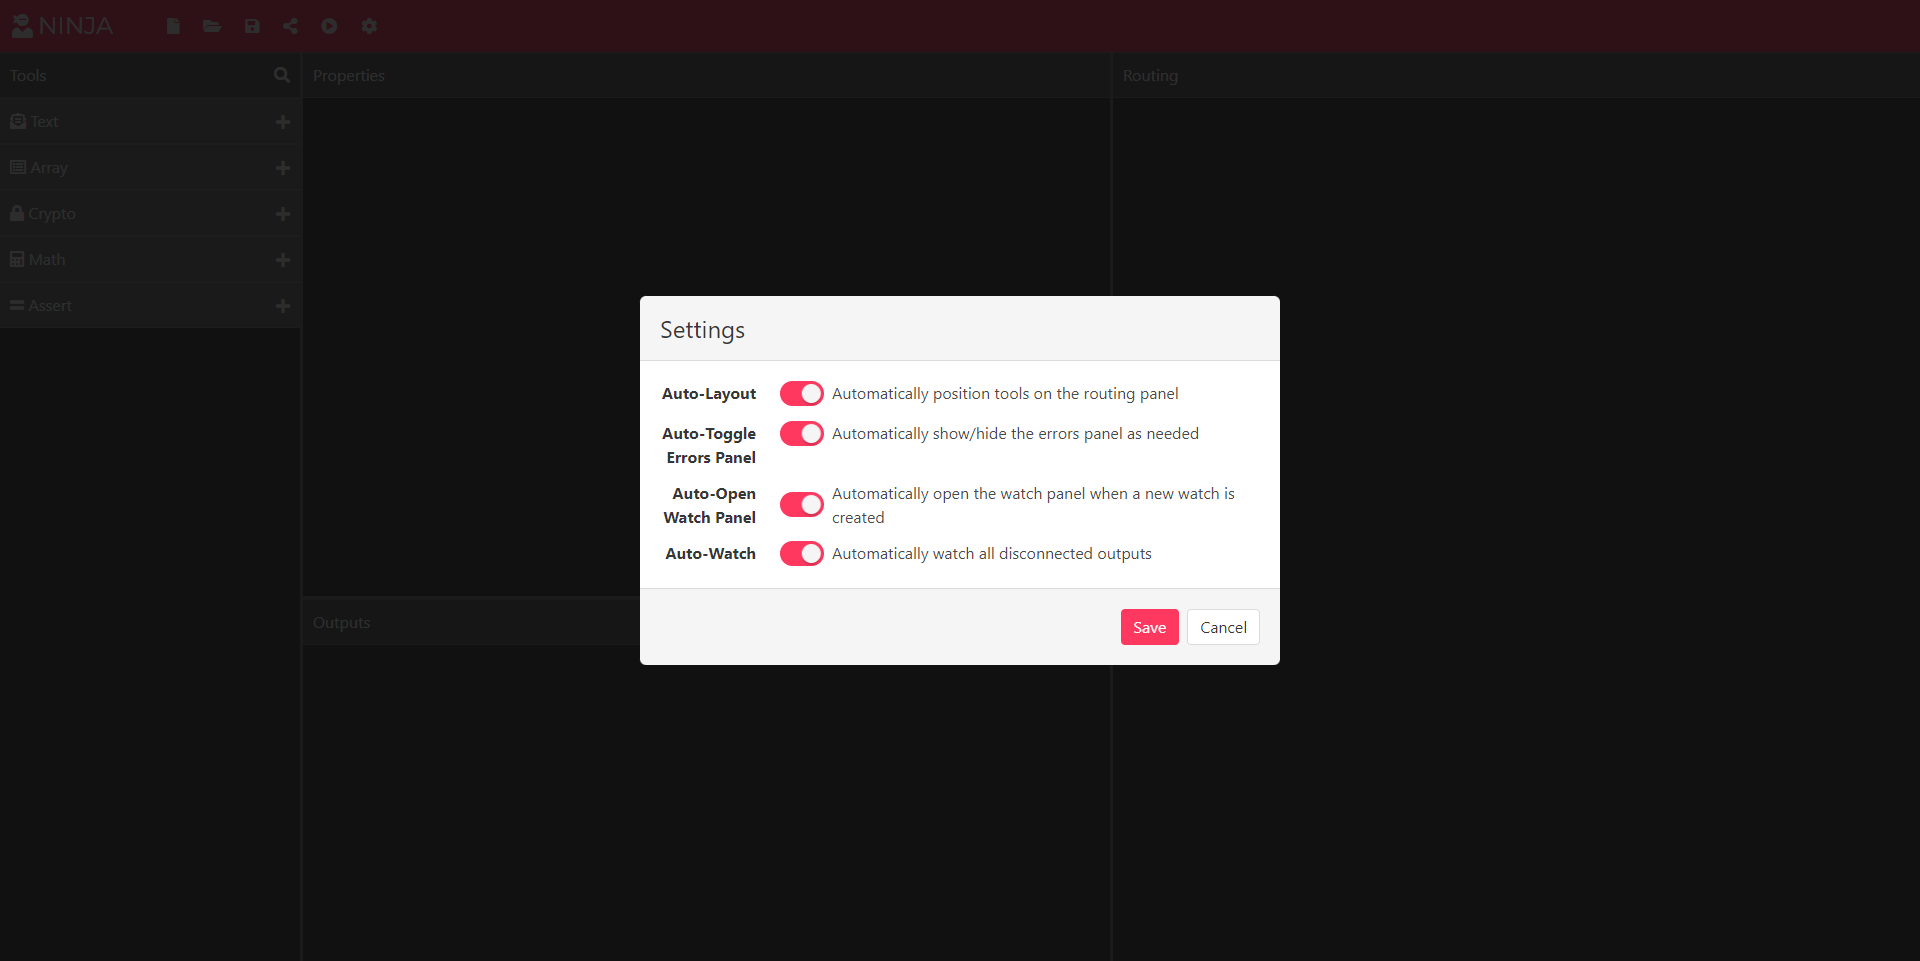 NINJA
Tools
Properties
Routing
Text
Array
Crypto
Math
Assert
Outputs
Settings
Auto-Layout Automatically position tools on the routing panel
Auto-Toggle Automatically show/hide the errors panel as needed
Errors Panel
Auto-Open Automatically open the watch panel when a new watch is
Watch Panel created
Auto-Watch Automatically watch all disconnected outputs
Save Cancel